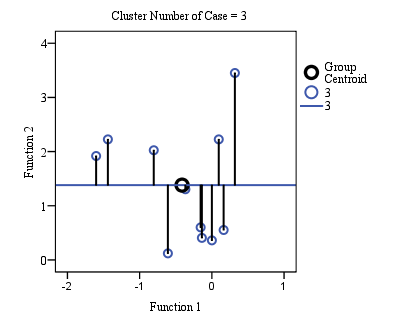 Cluster Number of Case = 3
Function 2
4
3
2
1
0
-2
-1
0
1
Function 1
Group
Centroid
3
3